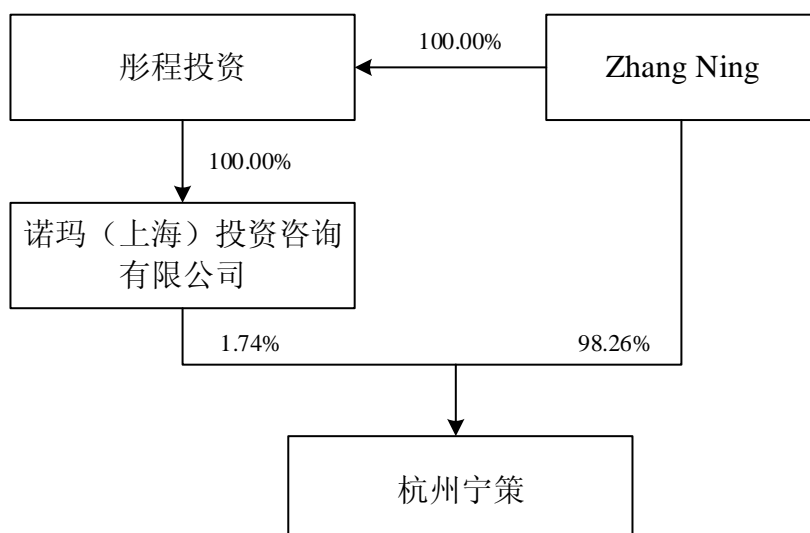 彤程投资
100.00%
Zhang Ning
100.00%
诺玛（上海）投资咨询
有限公司
1.74%
98.26%
杭州宁策